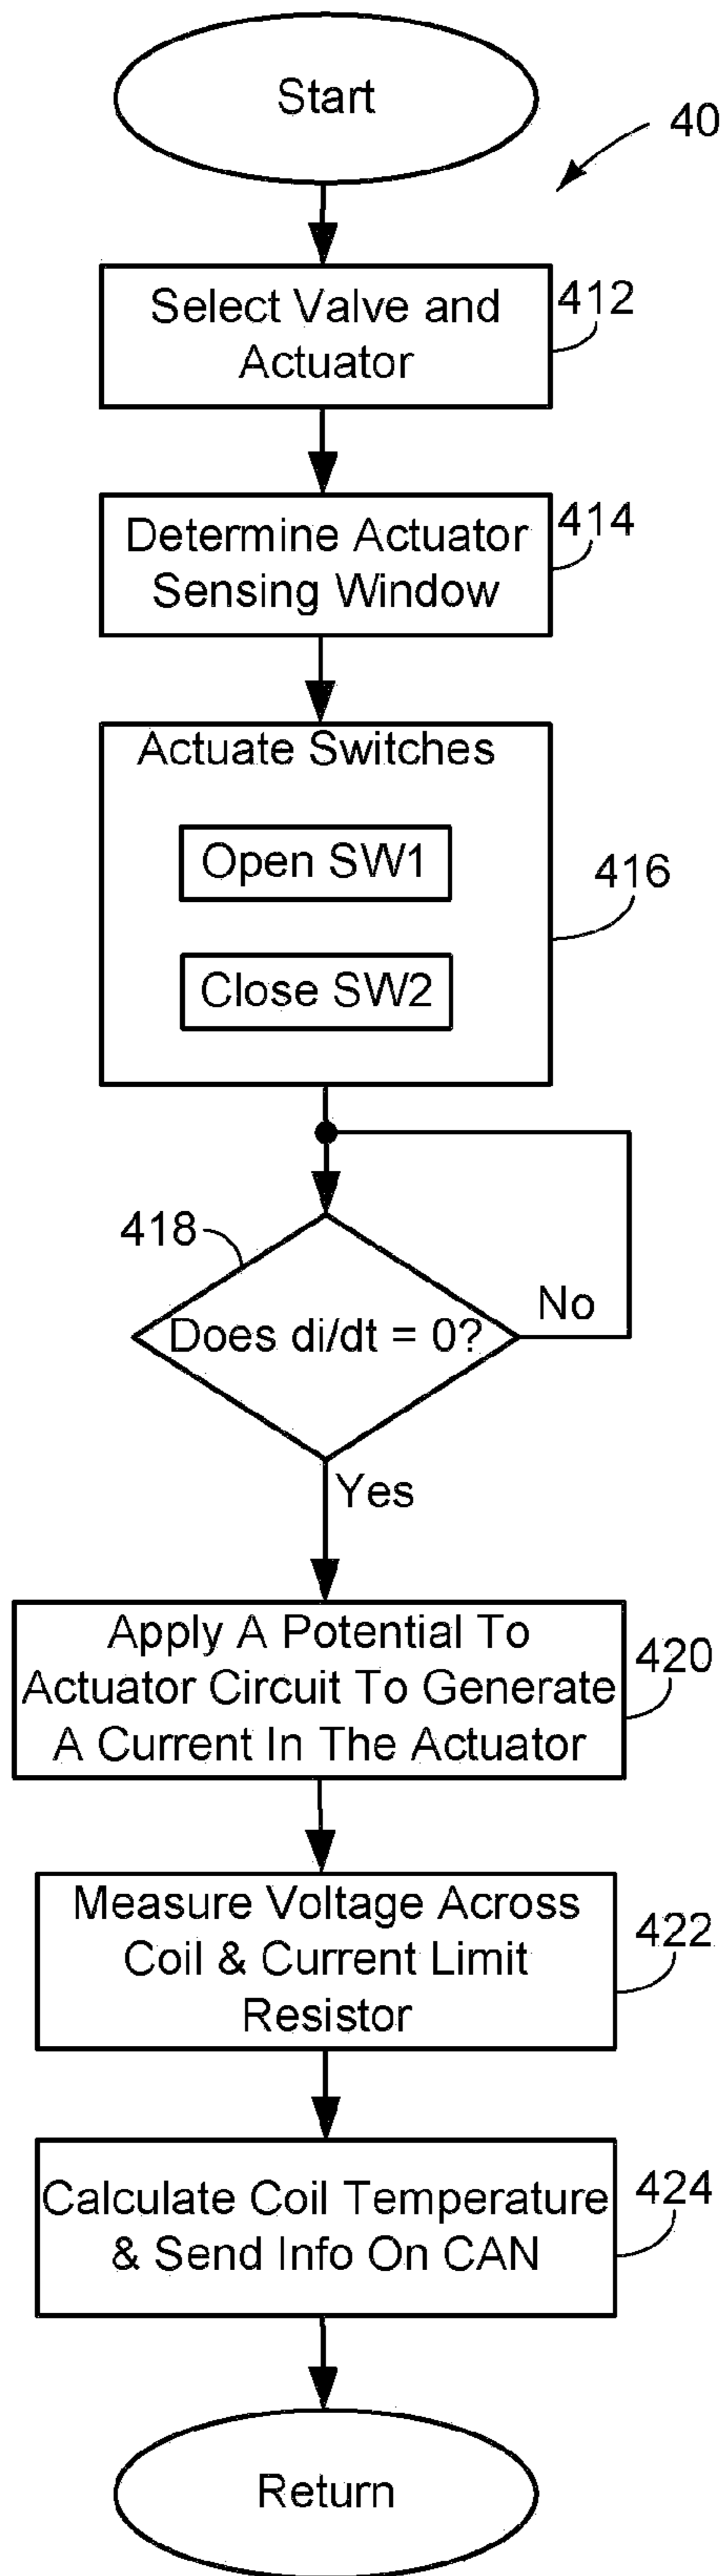 Start
40
Select Valve and
Actuator
412
Determine Actuator
Sensing Window
414
Actuate Switches
Open SW1
Close SW2
416
418
Does di/dt = 0?
No
Yes
Apply A Potential To
Actuator Circuit To Generate
A Current In The Actuator
420
Measure Voltage Across
Coil & Current Limit
Resistor
422
Calculate Coil Temperature
& Send Info On CAN
424
Return